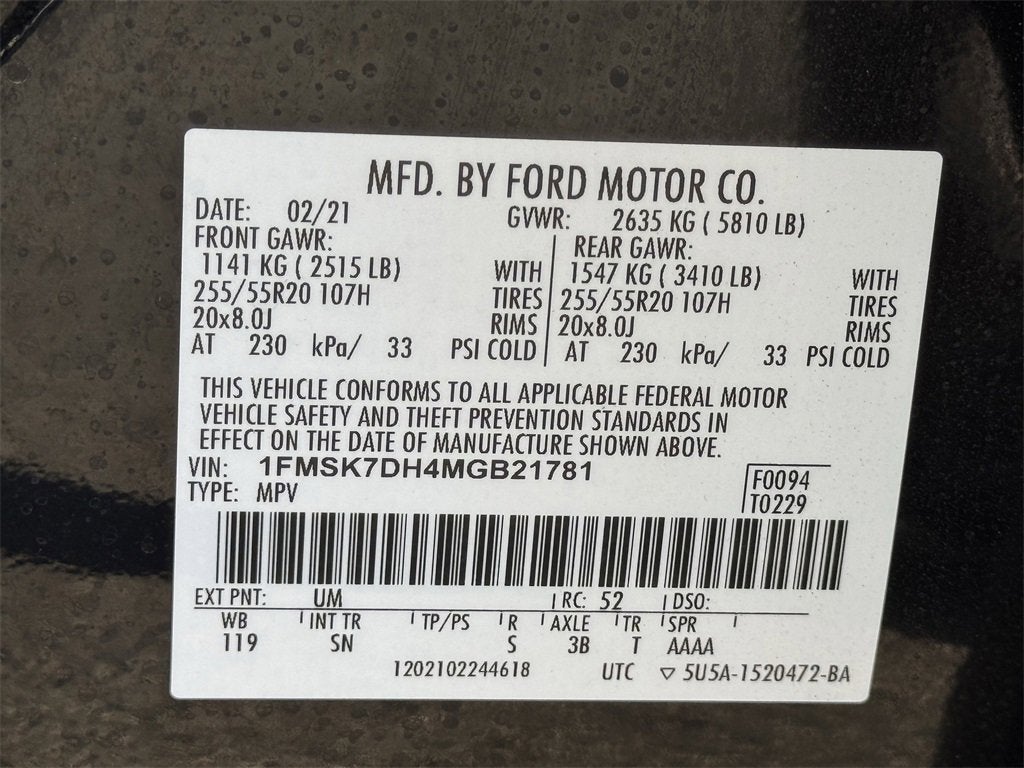 MFD. BY FORD MOTOR CO.
DATE: 02/21 GVWR: 2635 KG ( 5810 LB)
FRONT GAWR: REAR GAWR:
1141 KG ( 2515 LB) WITH 1547 KG ( 3410 LB) WITH
255/55R20 107H TIRES 255/55R20 107H TIRES
20x8.0J RIMS 20x8.0J RIMS
AT 230 kPa/ 33 PSI COLD AT 230 kPa/ 33 PSI COLD
THIS VEHICLE CONFORMS TO ALL APPLICABLE FEDERAL MOTOR
VEHICLE SAFETY AND THEFT PREVENTION STANDARDS IN
EFFECT ON THE DATE OF MANUFACTURE SHOWN ABOVE.
VIN: 1FMSK7DH4MGB21781
TYPE: MPV
F0094
T0229
EXT PNT: UM RC: 52 DSO:
WB INT TR TP/PS R AXLE TR SPR
119 SN S 3B T AAAA
1202102244618 UTC ▽ 5U5A-1520472-BA